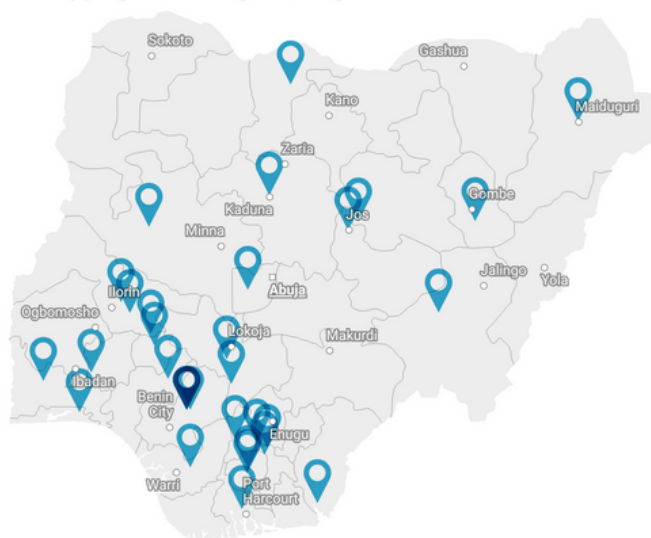 Sokoto
Gashua
Kano
Maiduguri
Zaria
Kaduna
Gombe
Jos
Minna
Jalingo
Yola
Abuja
Ilorin
Ogbomosho
Lokoja
Makurdi
Ibadan
Benin
City
Enugu
Warri
Port
Harcourt